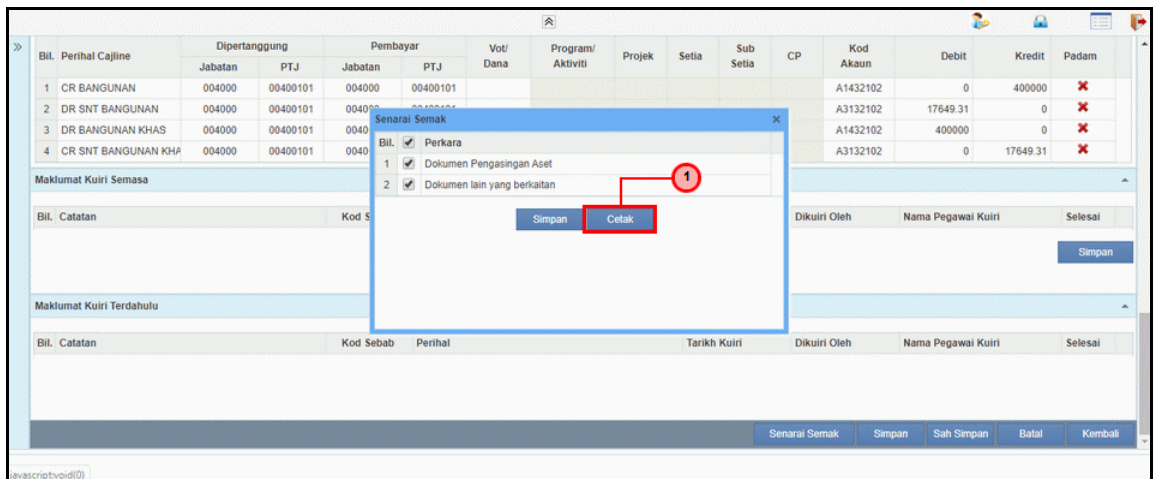 Bil. Perihal Cajline Dipertanggung Pembayar Vot/ Dana Program/ Aktiviti Projek Setia Sub Setia CP Kod Akaun Debit Kredit Padam
Jabatan PTJ Jabatan PTJ
1 CR BANGUNAN 004000 00400101 004000 00400101 A1432102 0 400000
2 DR SNT BANGUNAN 004000 00400101 A3132102 17649.31 0
3 DR BANGUNAN KHAS 004000 00400101 0040 A1432102 400000 0
4 CR SNT BANGUNAN KHA 004000 00400101 0040 A3132102 0 17649.31
Senarai Semak
Bil. Perkara
1 Dokumen Pengasingan Aset
2 Dokumen lain yang berkaitan
1
Simpan Cetak
Maklumat Kuiri Semasa
Bil. Catatan Kod S Dikuiri Oleh Nama Pegawai Kuiri Selesai
Simpan
Maklumat Kuiri Terdahulu
Bil. Catatan Kod Sebab Perihal Tarikh Kuiri Dikuiri Oleh Nama Pegawai Kuiri Selesai
Senarai Semak Simpan Sah Simpan Batal Kembali
javascript:void(0)